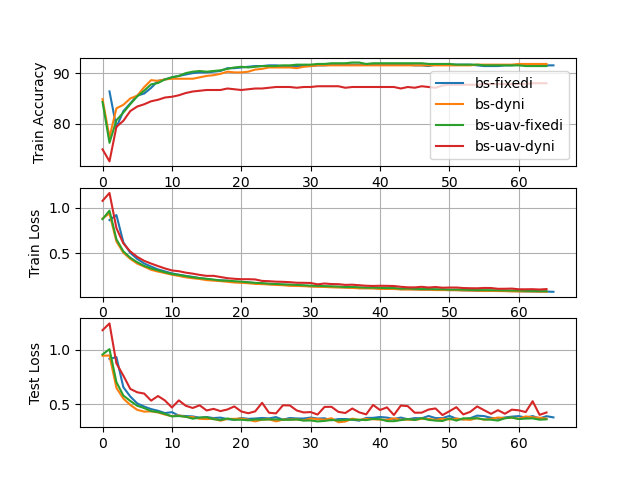 Train Accuracy
90
80
bs-fixedi
bs-dyni
bs-uav-fixedi
bs-uav-dyni
0 10 20 30 40 50 60
Train Loss
1.0
0.5
0 10 20 30 40 50 60
Test Loss
1.0
0.5
0 10 20 30 40 50 60